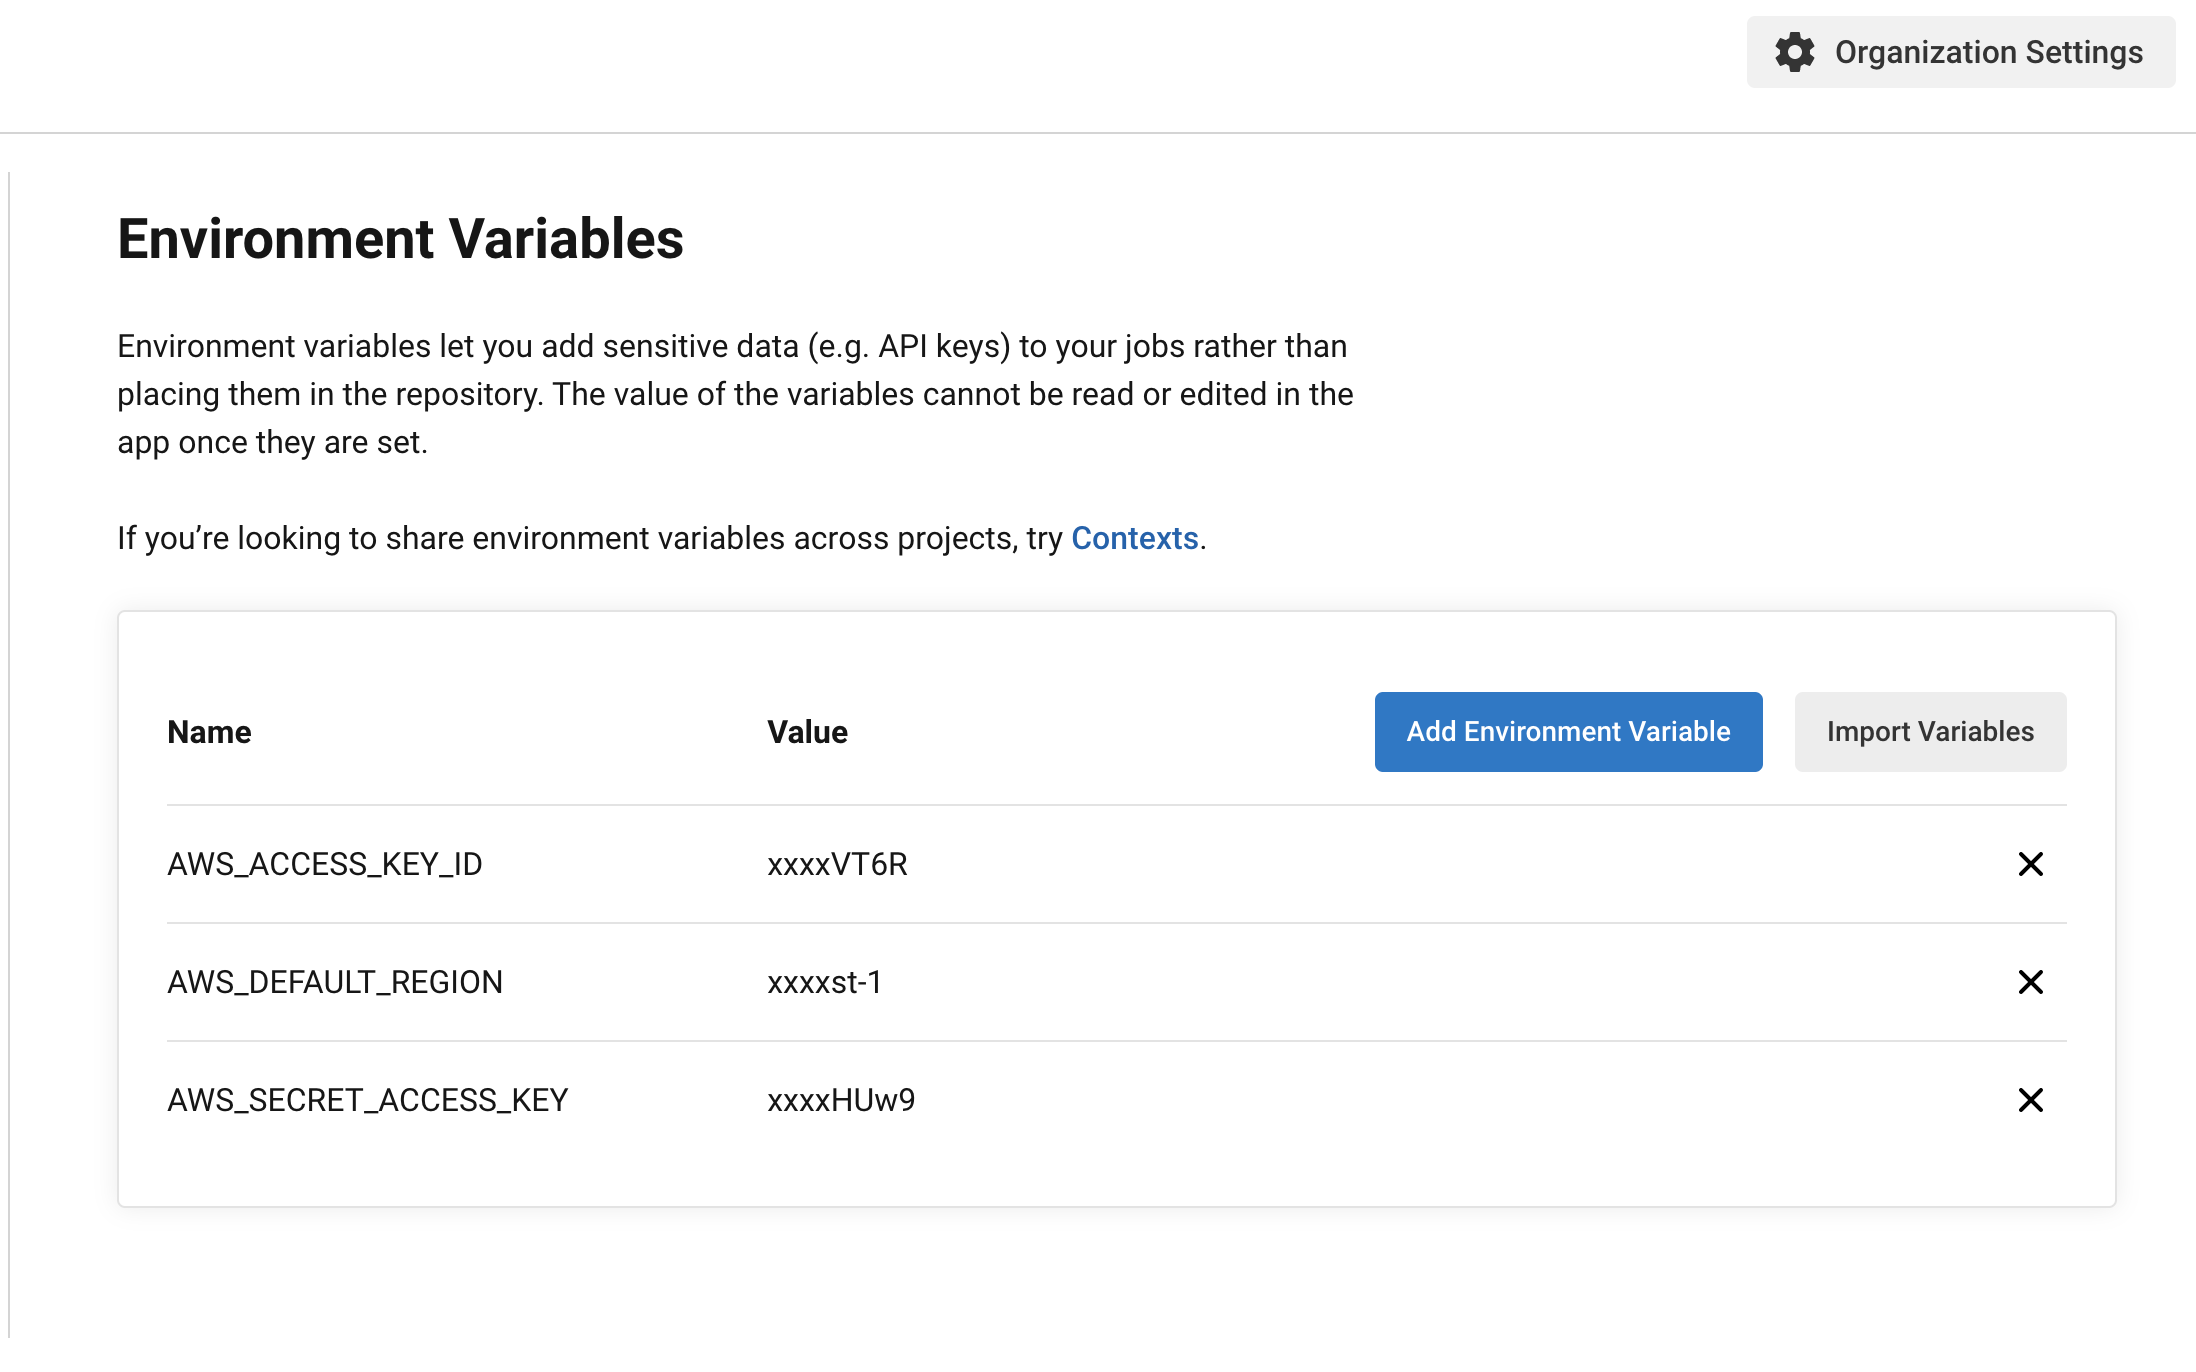 Organization Settings
Environment Variables
Environment variables let you add sensitive data (e.g. API keys) to your jobs rather than
placing them in the repository. The value of the variables cannot be read or edited in the
app once they are set.
If you’re looking to share environment variables across projects, try Contexts.
Name Value Add Environment Variable Import Variables
AWS_ACCESS_KEY_ID xxxxVT6R
AWS_DEFAULT_REGION xxxxst-1
AWS_SECRET_ACCESS_KEY xxxxHUw9